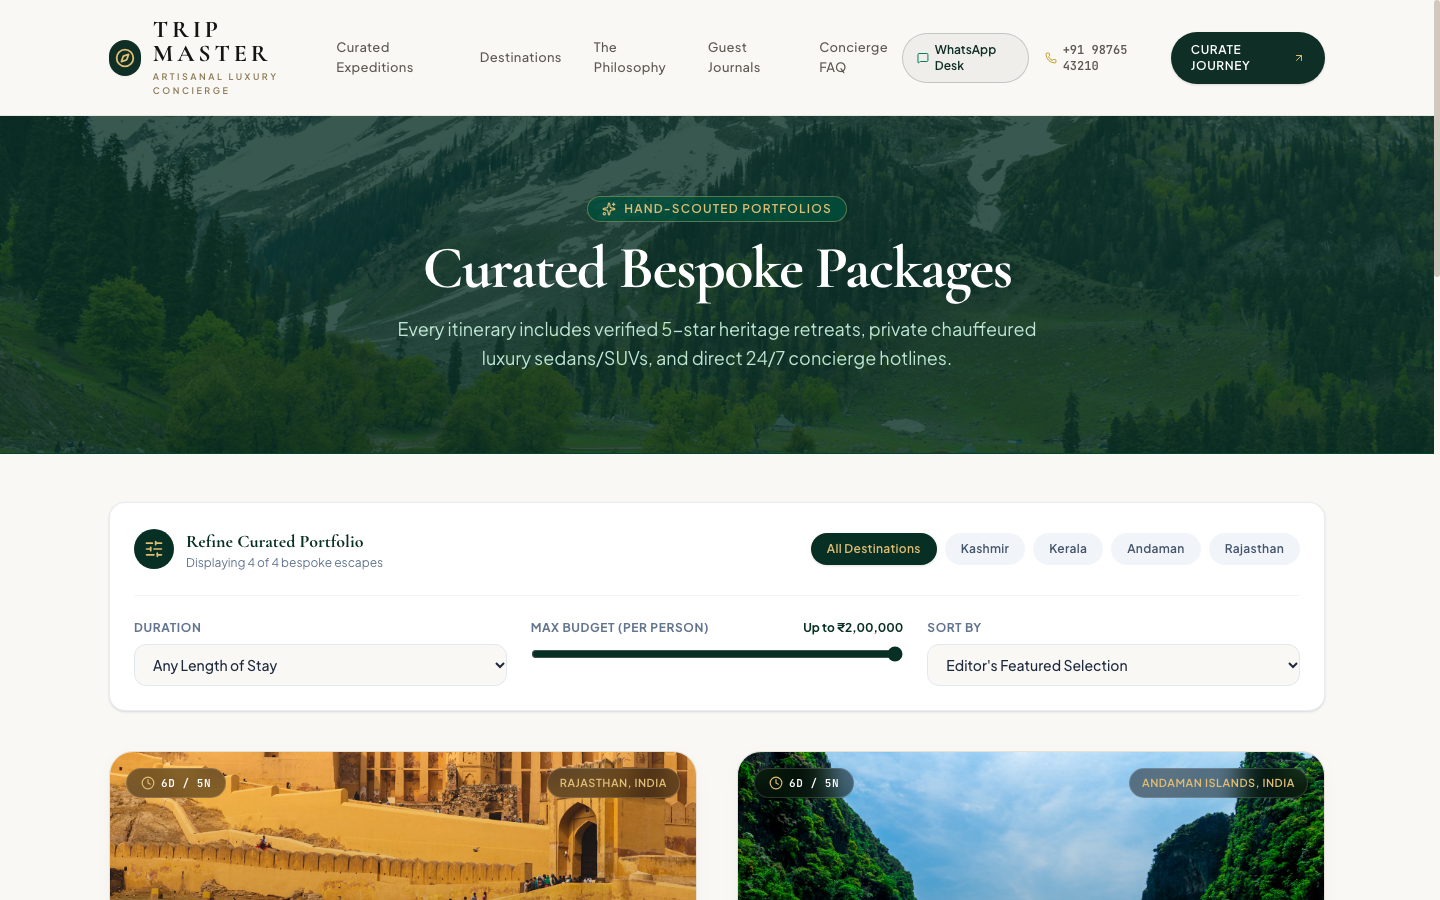 TRIP
MASTER
ARTISANAL LUXURY
CONCIERGE
Curated
Expeditions
Destinations
The
Philosophy
Guest
Journals
Concierge
FAQ
WhatsApp
Desk
+91 98765
43210
CURATE
JOURNEY
HAND-SCOUTED PORTFOLIOS
Curated Bespoke Packages
Every itinerary includes verified 5-star heritage retreats, private chauffeured
luxury sedans/SUVs, and direct 24/7 concierge hotlines.
Refine Curated Portfolio
Displaying 4 of 4 bespoke escapes
All Destinations
Kashmir
Kerala
Andaman
Rajasthan
DURATION
Any Length of Stay
MAX BUDGET (PER PERSON)
Up to ₹2,00,000
SORT BY
Editor's Featured Selection
6D / 5N
RAJASTHAN, INDIA
6D / 5N
ANDAMAN ISLANDS, INDIA